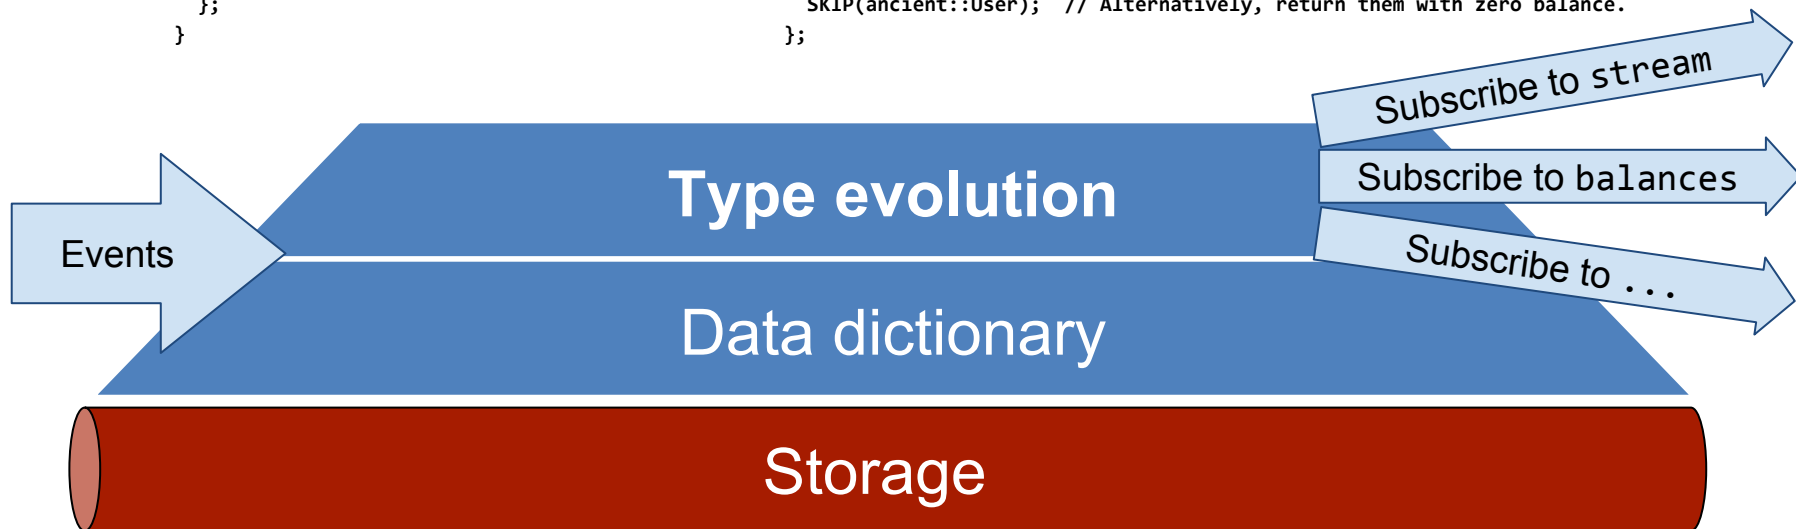 };
SKIP(ancient::User);  // Alternatively, return them with zero balance.
}
};
Subscribe to stream
Type evolution
Subscribe to balances
Events
Subscribe to ...
Data dictionary
Storage